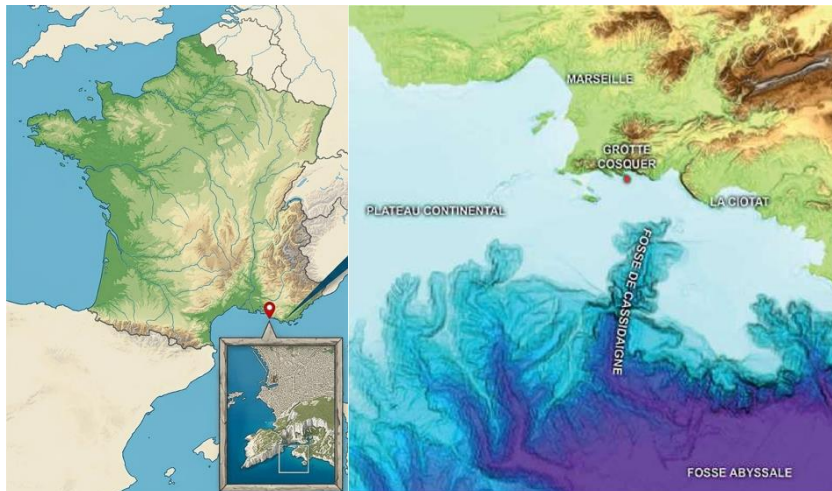 MARSEILLE
GROTTE
COSQUER
LA CIOTAT
PLATEAU CONTINENTAL
FOSSE DE CASSIDAIGNE
FOSSE ABYSSALE